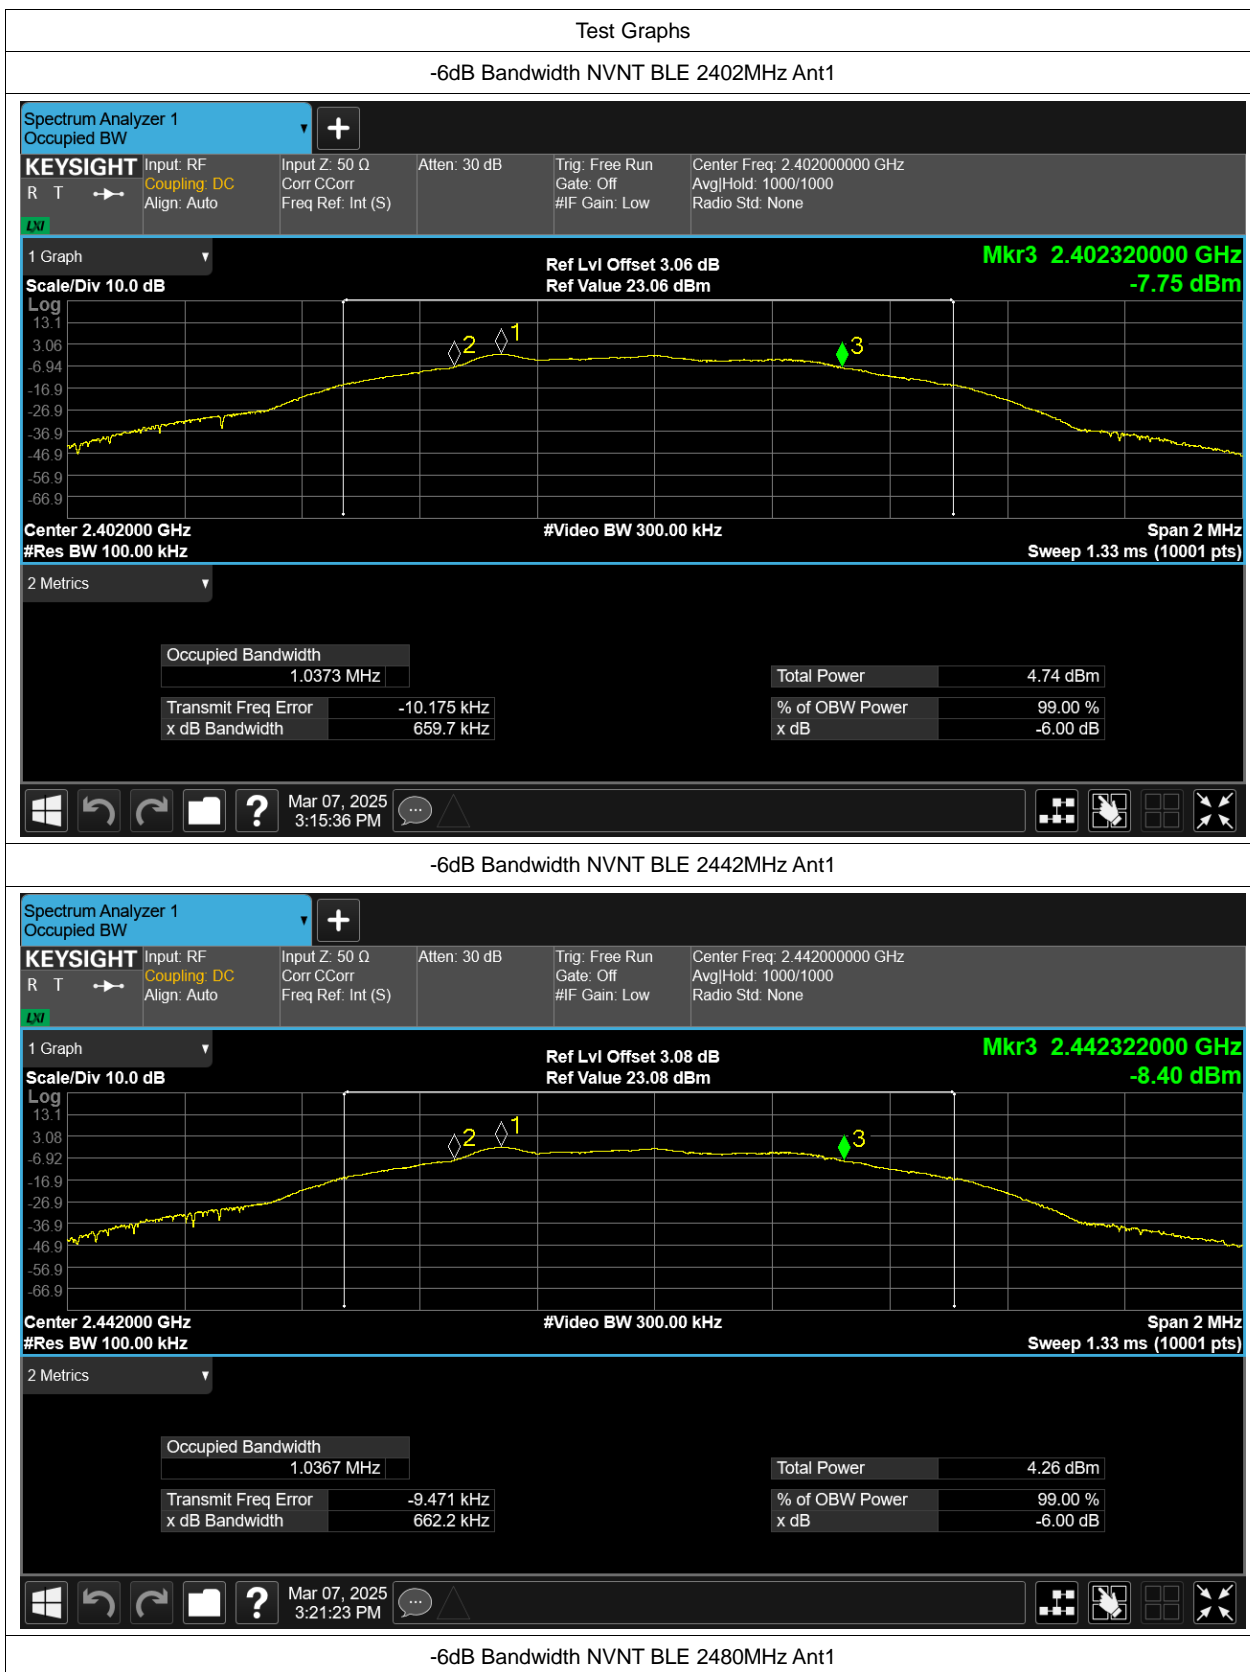 Test Graphs
-6dB Bandwidth NVNT BLE 2402MHz Ant1
Spectrum Analyzer 1
Occupied BW
KEYSIGHT Input: RF Input Z: 50 Ω Atten: 30 dB Trig: Free Run Center Freq: 2.402000000 GHz
R T Coupling: DC Corr CCorr Gate: Off Avg|Hold: 1000/1000
Align: Auto Freq Ref: Int (S) #IF Gain: Low Radio Std: None
LXI
1 Graph
Ref Lvl Offset 3.06 dB Mkr3 2.402320000 GHz
Scale/Div 10.0 dB Ref Value 23.06 dBm -7.75 dBm
Log
13.1
3.06
-6.94
-16.9
-26.9
-36.9
-46.9
-56.9
-66.9
2 1 3
Center 2.402000 GHz #Video BW 300.00 kHz Span 2 MHz
#Res BW 100.00 kHz Sweep 1.33 ms (10001 pts)
2 Metrics
Occupied Bandwidth
1.0373 MHz Total Power 4.74 dBm
Transmit Freq Error -10.175 kHz % of OBW Power 99.00 %
x dB Bandwidth 659.7 kHz x dB -6.00 dB
? Mar 07, 2025
3:15:36 PM
-6dB Bandwidth NVNT BLE 2442MHz Ant1
Spectrum Analyzer 1
Occupied BW
KEYSIGHT Input: RF Input Z: 50 Ω Atten: 30 dB Trig: Free Run Center Freq: 2.442000000 GHz
R T Coupling: DC Corr CCorr Gate: Off Avg|Hold: 1000/1000
Align: Auto Freq Ref: Int (S) #IF Gain: Low Radio Std: None
LXI
1 Graph
Ref Lvl Offset 3.08 dB Mkr3 2.442322000 GHz
Scale/Div 10.0 dB Ref Value 23.08 dBm -8.40 dBm
Log
13.1
3.08
-6.92
-16.9
-26.9
-36.9
-46.9
-56.9
-66.9
2 1 3
Center 2.442000 GHz #Video BW 300.00 kHz Span 2 MHz
#Res BW 100.00 kHz Sweep 1.33 ms (10001 pts)
2 Metrics
Occupied Bandwidth
1.0367 MHz Total Power 4.26 dBm
Transmit Freq Error -9.471 kHz % of OBW Power 99.00 %
x dB Bandwidth 662.2 kHz x dB -6.00 dB
? Mar 07, 2025
3:21:23 PM
-6dB Bandwidth NVNT BLE 2480MHz Ant1